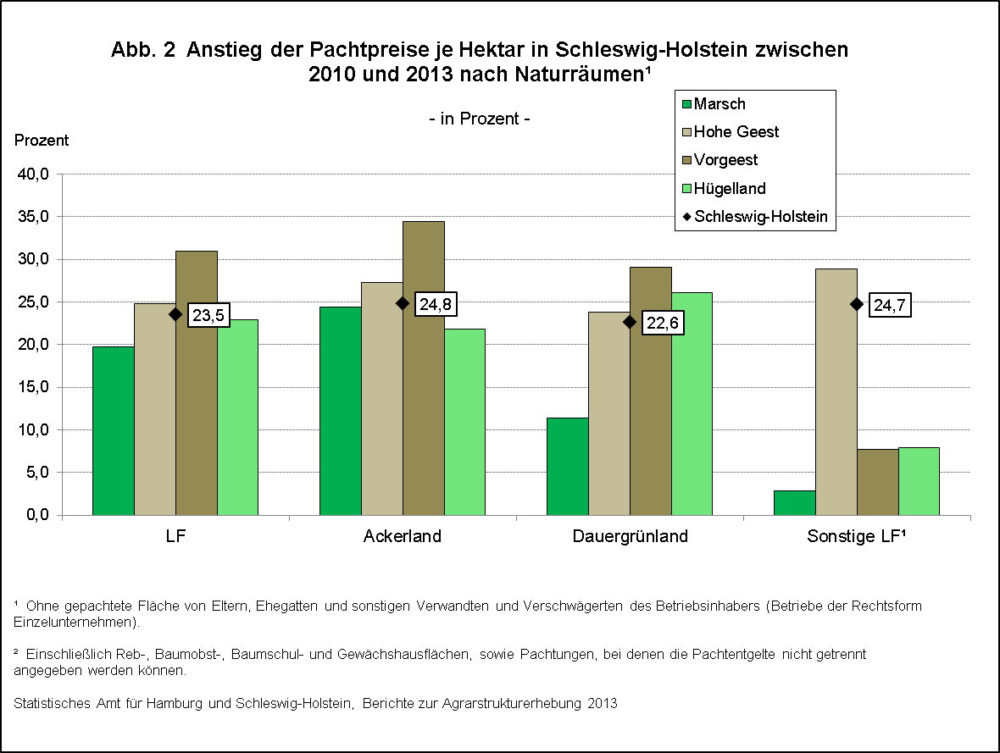 Abb. 2  Anstieg der Pachtpreise je Hektar in Schleswig-Holstein zwischen
2010 und 2013 nach Naturräumen¹
- in Prozent -
Marsch
Hohe Geest
Vorgeest
Hügelland
Schleswig-Holstein
Prozent
40,0
35,0
30,0
25,0
20,0
15,0
10,0
5,0
0,0
23,5
24,8
22,6
24,7
LF
Ackerland
Dauergrünland
Sonstige LF¹
¹ Ohne gepachtete Fläche von Eltern, Ehegatten und sonstigen Verwandten und Verschwägerten des Betriebsinhabers (Betriebe der Rechtsform
Einzelunternehmen).
² Einschließlich Reb-, Baumobst-, Baumschul- und Gewächshausflächen, sowie Pachtungen, bei denen die Pachtentgelte nicht getrennt
angegeben werden können.
Statistisches Amt für Hamburg und Schleswig-Holstein, Berichte zur Agrarstrukturerhebung 2013